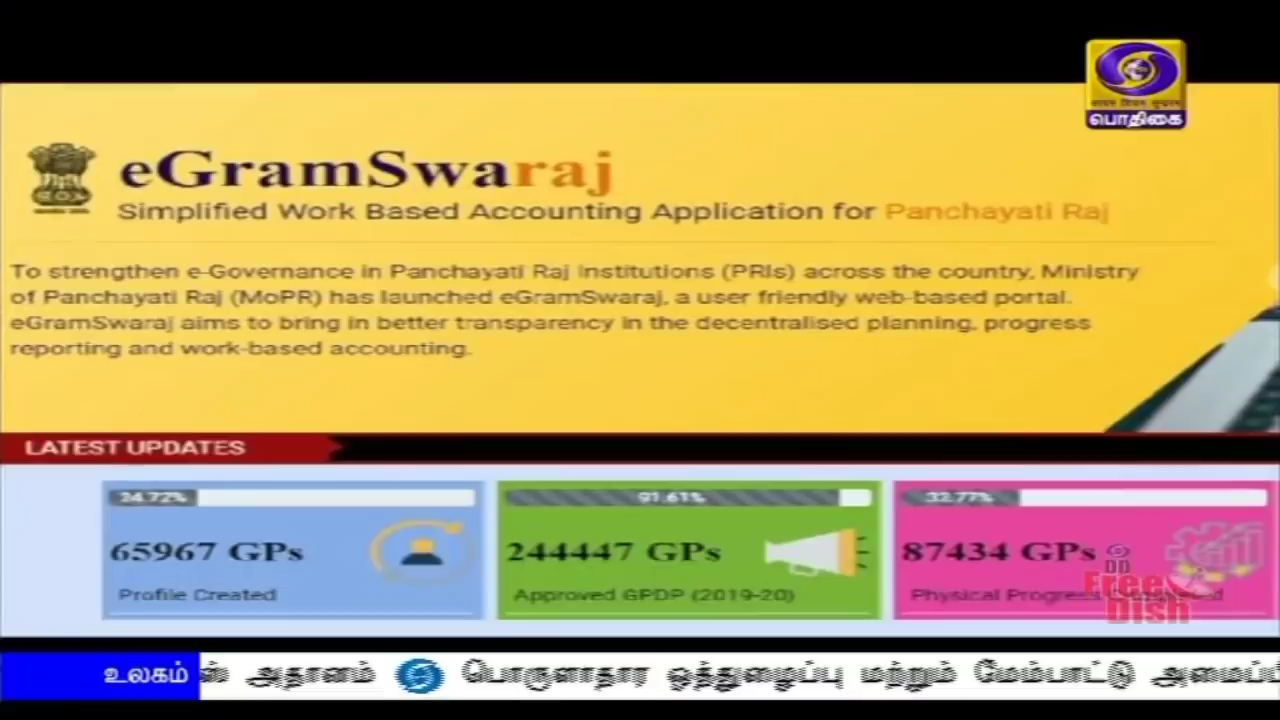 பொதிகை
eGramSwaraj
Simplified Work Based Accounting Application for Panchayati Raj
To strengthen e-Governance in Panchayati Raj Institutions (PRIs) across the country, Ministry
of Panchayati Raj (MoPR) has launched eGramSwaraj, a user friendly web-based portal.
eGramSwaraj aims to bring in better transparency in the decentralised planning, progress
reporting and work-based accounting.
LATEST UPDATES
24.72%
91.61%
32.77%
65967 GPs
244447 GPs
87434 GPs
Profile Created
Approved GPDP (2019-20)
Physical Progress
DD
Free
Dish
உலகம்
அதானம்
பொருளாதார ஒத்துழைப்பு மற்றும் மேம்பாட்டு